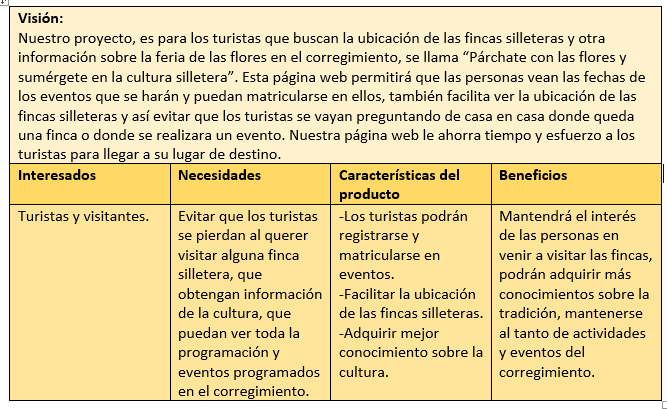 Visión:
Nuestro proyecto, es para los turistas que buscan la ubicación de las fincas silleteras y otra
información sobre la feria de las flores en el corregimiento, se llama “Párchate con las flores y
sumérgete en la cultura silletera”. Esta página web permitirá que las personas vean las fechas de
los eventos que se harán y puedan matricularse en ellos, también facilita ver la ubicación de las
fincas silleteras y así evitar que los turistas se vayan preguntando de casa en casa donde queda
una finca o donde se realizara un evento. Nuestra página web le ahorra tiempo y esfuerzo a los
turistas para llegar a su lugar de destino.
Interesados
Necesidades
Características del
producto
Beneficios
Turistas y visitantes.
Evitar que los turistas
se pierdan al querer
visitar alguna finca
silletera, que
obtengan información
de la cultura, que
puedan ver toda la
programación y
eventos programados
en el corregimiento.
-Los turistas podrán
registrarse y
matricularse en
eventos.
-Facilitar la ubicación
de las fincas silleteras.
-Adquirir mejor
conocimiento sobre la
cultura.
Mantendrá el interés
de las personas en
venir a visitar las fincas,
podrán adquirir más
conocimientos sobre la
tradición, mantenerse
al tanto de actividades
y eventos del
corregimiento.